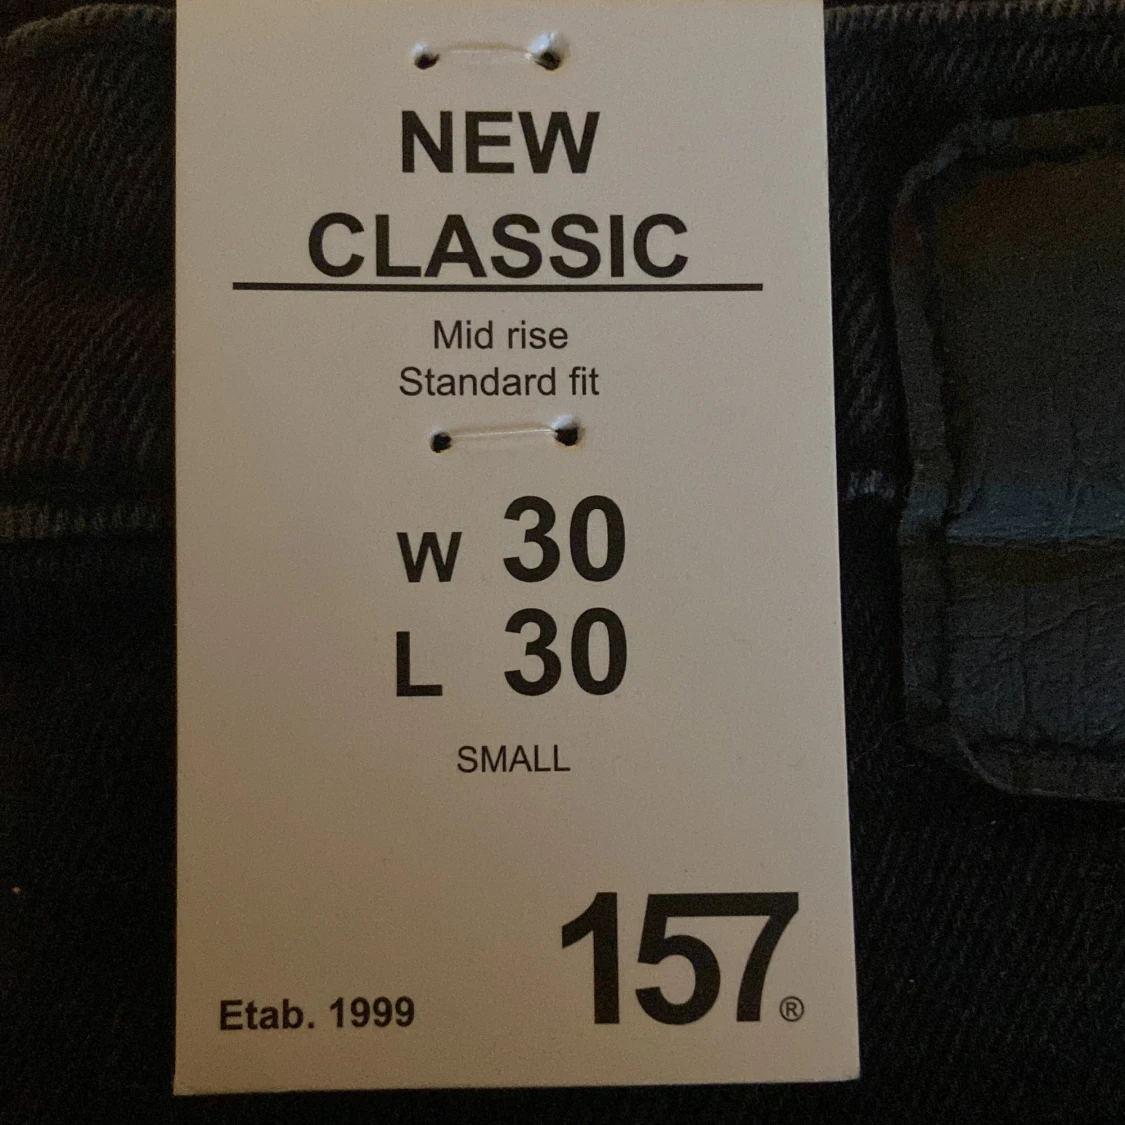 NEW
CLASSIC
Mid rise
Standard fit
W 30
L 30
SMALL
157®
Etab. 1999